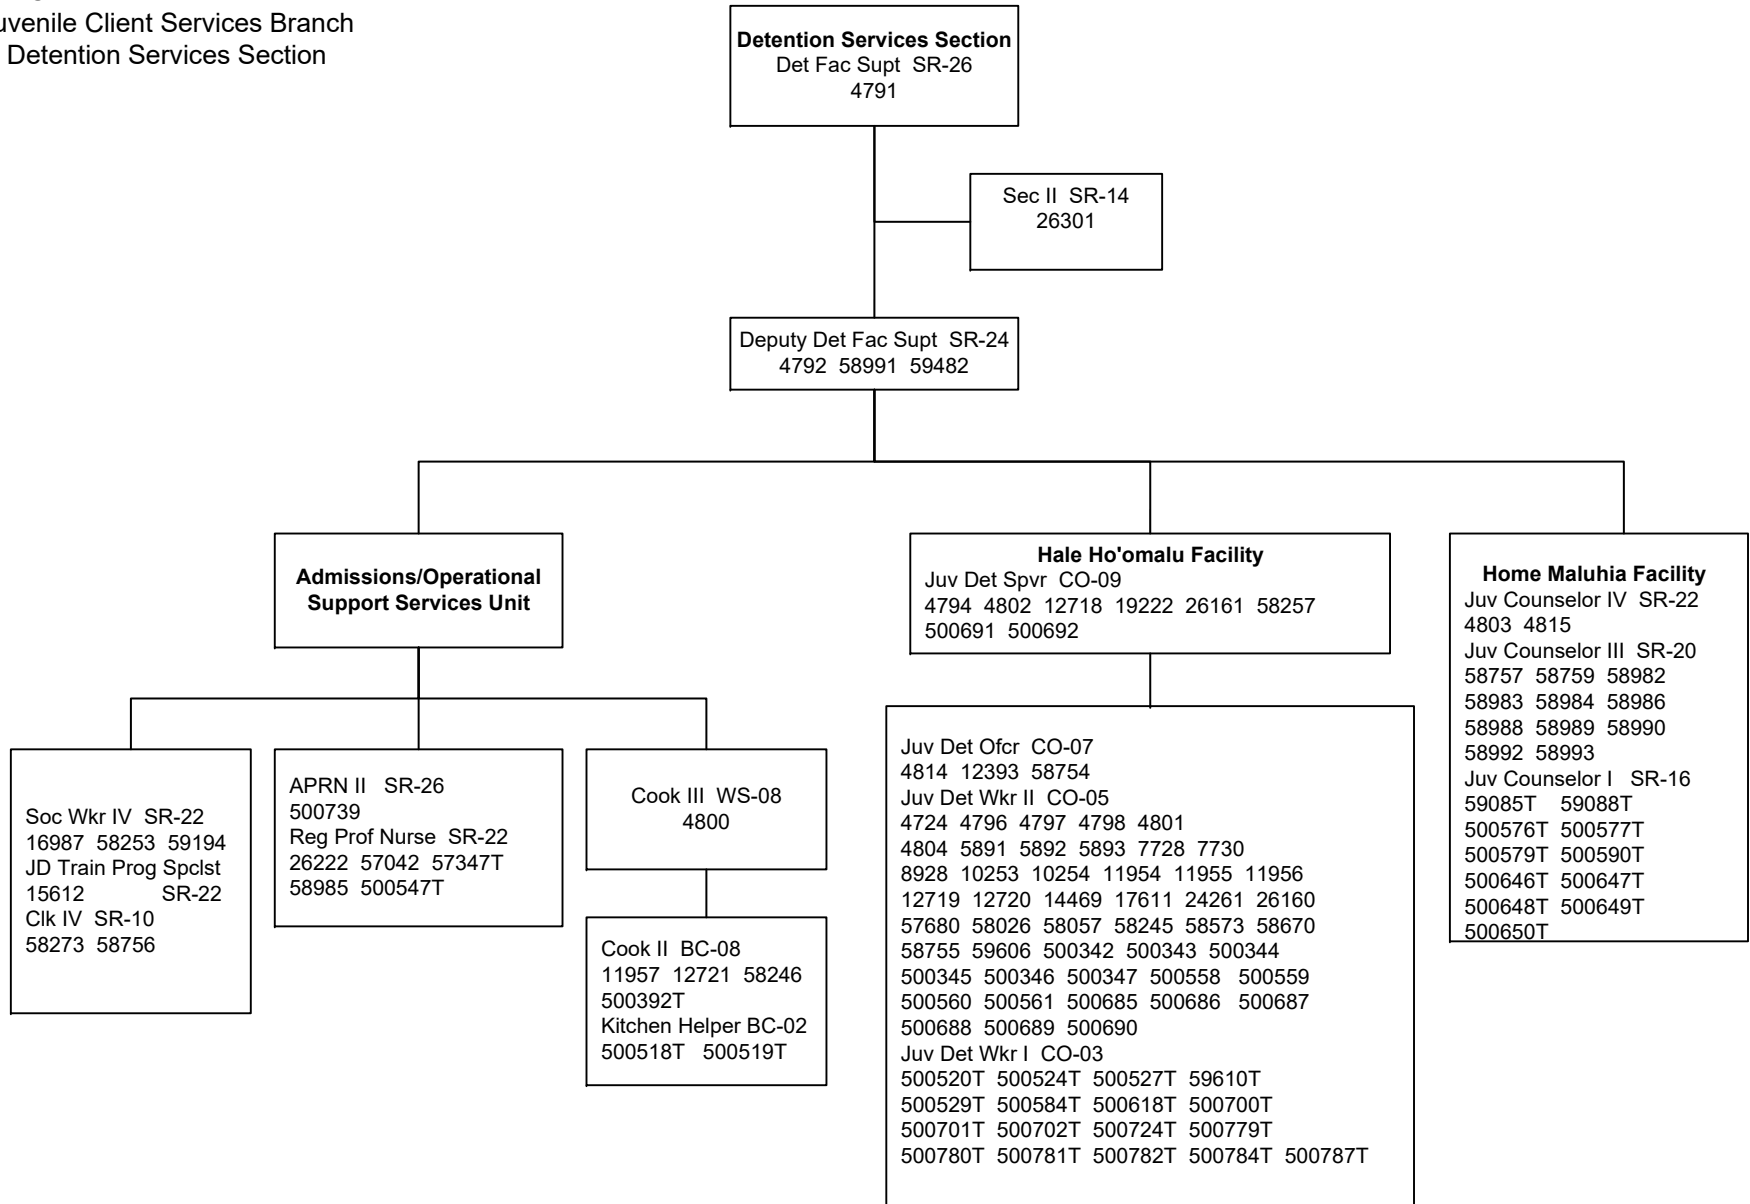 Juvenile Client Services Branch
Detention Services Section
Detention Services Section
Det Fac Supt SR-26
4791
Sec II SR-14
26301
Deputy Det Fac Supt SR-24
4792 58991 59482
Admissions/Operational
Support Services Unit
Soc Wkr IV SR-22
16987 58253 59194
JD Train Prog Spclst
15612 SR-22
Clk IV SR-10
58273 58756
APRN II SR-26
500739
Reg Prof Nurse SR-22
26222 57042 57347T
58985 500547T
Cook III WS-08
4800
Cook II BC-08
11957 12721 58246
500392T
Kitchen Helper BC-02
500518T 500519T
Hale Ho'omalu Facility
Juv Det Spvr CO-09
4794 4802 12718 19222 26161 58257
500691 500692
Juv Det Ofcr CO-07
4814 12393 58754
Juv Det Wkr II CO-05
4724 4796 4797 4798 4801
4804 5891 5892 5893 7728 7730
8928 10253 10254 11954 11955 11956
12719 12720 14469 17611 24261 26160
57680 58026 58057 58245 58573 58670
58755 59606 500342 500343 500344
500345 500346 500347 500558 500559
500560 500561 500685 500686 500687
500688 500689 500690
Juv Det Wkr I CO-03
500520T 500524T 500527T 59610T
500529T 500584T 500618T 500700T
500701T 500702T 500724T 500779T
500780T 500781T 500782T 500784T 500787T
Home Maluhia Facility
Juv Counselor IV SR-22
4803 4815
Juv Counselor III SR-20
58757 58759 58982
58983 58984 58986
58988 58989 58990
58992 58993
Juv Counselor I SR-16
59085T 59088T
500576T 500577T
500579T 500590T
500646T 500647T
500648T 500649T
500650T